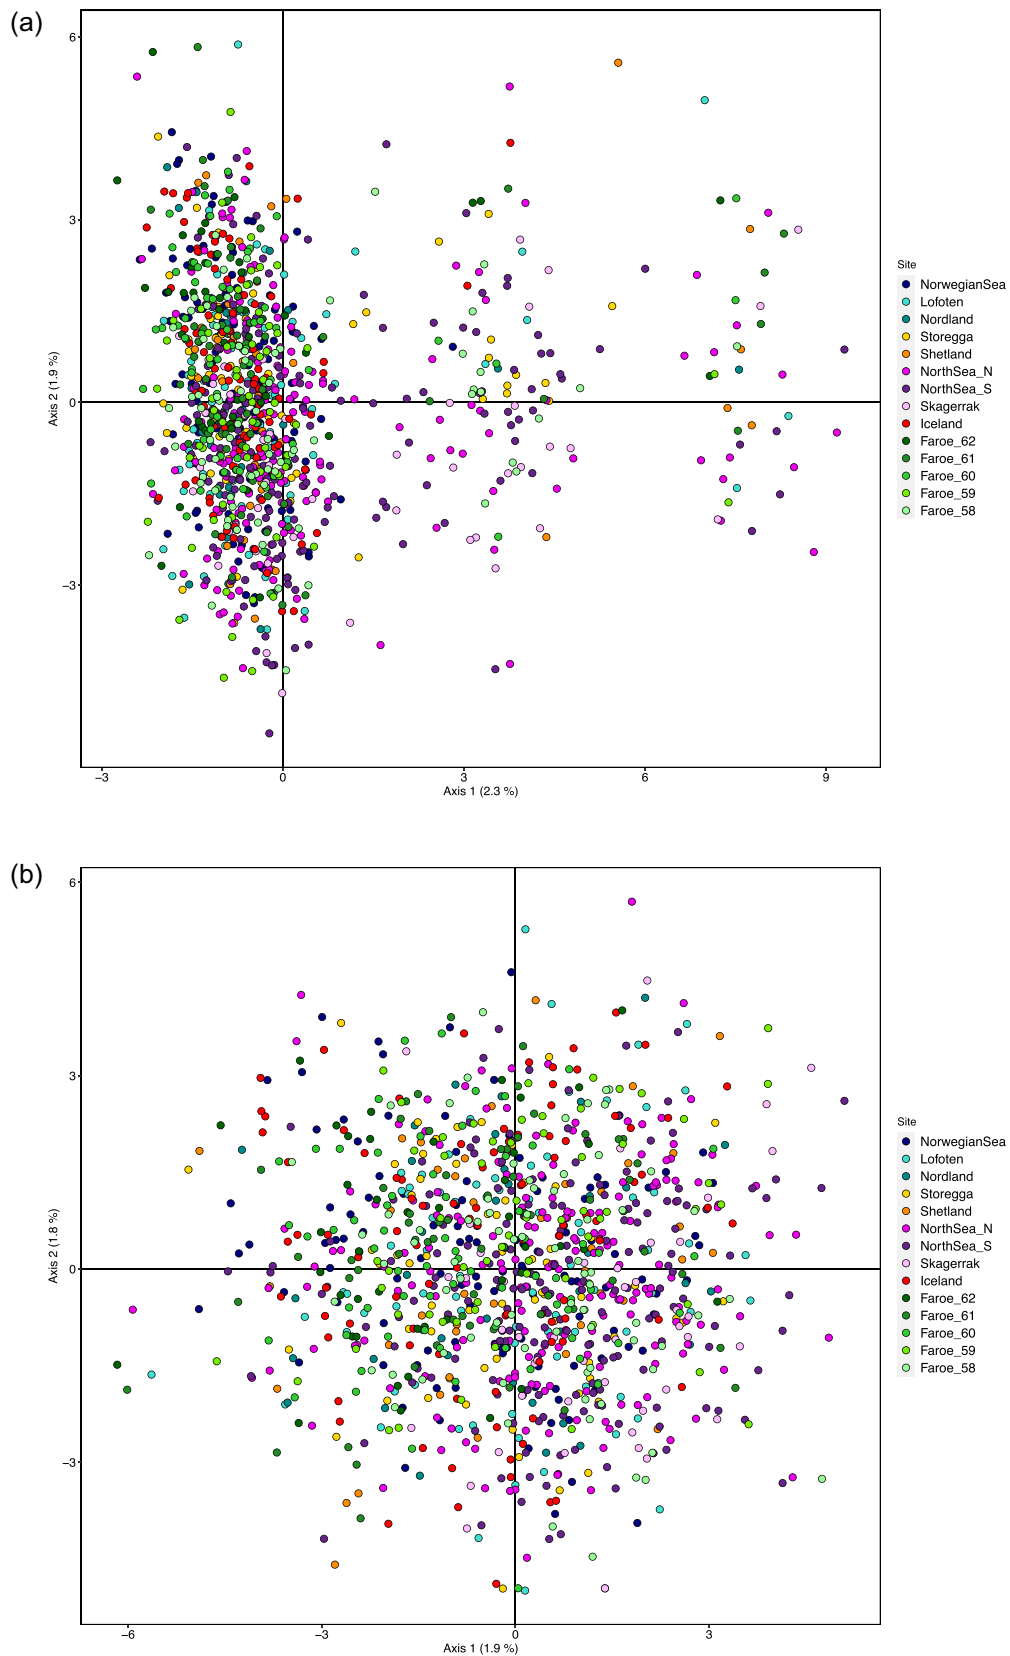 (a)
6
3
0
−3
Axis 2 (1.9 %)
−3
0
3
6
9
Axis 1 (2.3 %)
Site
NorwegianSea
Lofoten
Nordland
Storegga
Shetland
NorthSea_N
NorthSea_S
Skagerrak
Iceland
Faroe_62
Faroe_61
Faroe_60
Faroe_59
Faroe_58
(b)
6
3
0
−3
Axis 2 (1.8 %)
−6
−3
0
3
Axis 1 (1.9 %)
Site
NorwegianSea
Lofoten
Nordland
Storegga
Shetland
NorthSea_N
NorthSea_S
Skagerrak
Iceland
Faroe_62
Faroe_61
Faroe_60
Faroe_59
Faroe_58